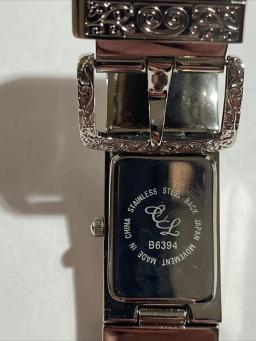 STAINLESS STEEL BACK JAPAN MOVEMENT MADE IN CHINA
B6394